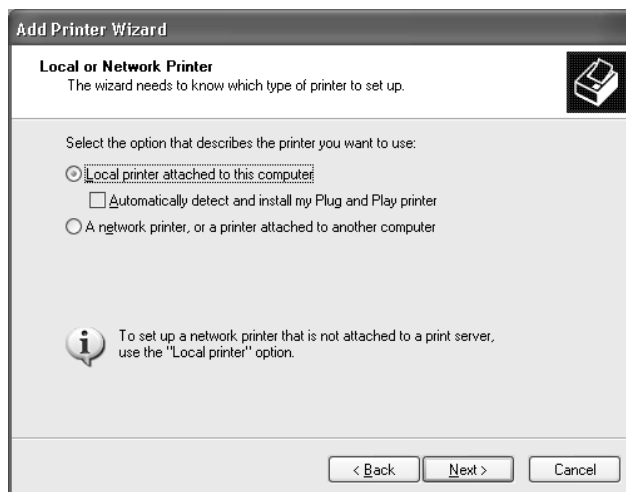 Add Printer Wizard
Local or Network Printer
The wizard needs to know which type of printer to set up.
Select the option that describes the printer you want to use:
Local printer attached to this computer
Automatically detect and install my Plug and Play printer
A network printer, or a printer attached to another computer
To set up a network printer that is not attached to a print server,
use the "Local printer" option.
< Back
Next >
Cancel